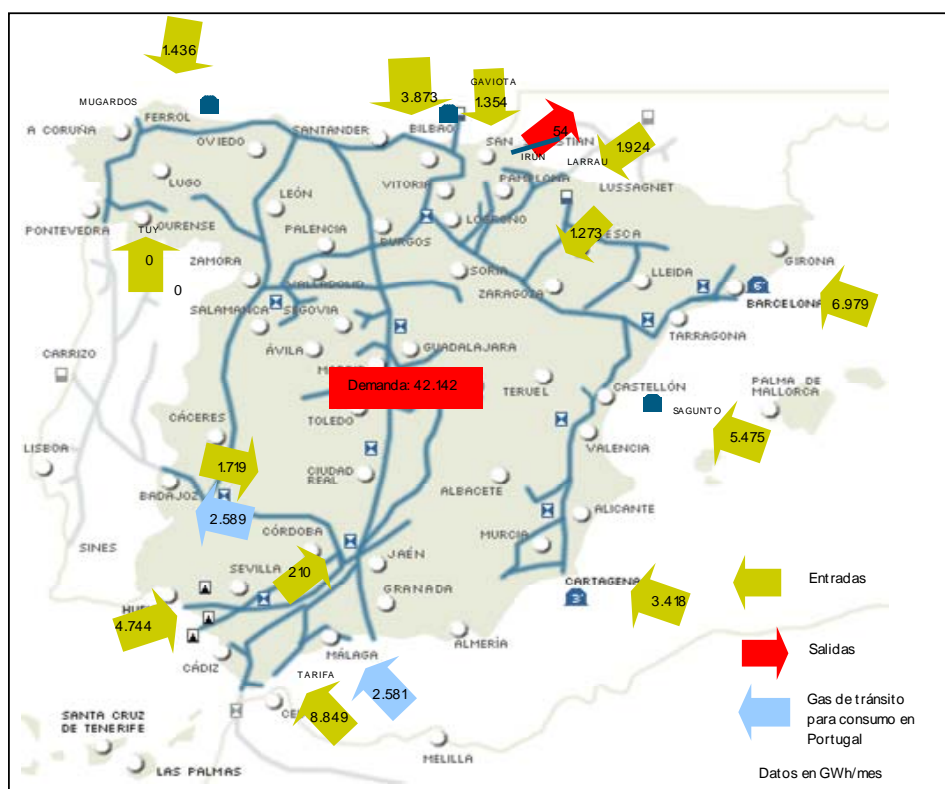 1.436
3.873
GAVIOTA
1.354
MUGARDOS
FERROL
A CORUÑA
SANTANDER
BILBAO
54
SAN
STIÁN
IRUN
LARRAU
1.924
OVIEDO
LUGO
LEÓN
VITORIA
PAMPLONA
LUSSAGNET
PONTEVEDRA
TUY
OURENSE
PALENCIA
BURGOS
LOGROÑO
1.273
ESCA
GIRONA
0
0
ZAMORA
VALLADOLID
SORIA
ZARAGOZA
LLEIDA
BARCELONA
6.979
SALAMANCA
SEGOVIA
TARRAGONA
CARRIZO
ÁVILA
GUADALAJARA
Demanda: 42.142
TERUEL
CASTELLÓN
PALMA DE
MALLORCA
SAGUNTO
TOLEDO
CÁCERES
VALENCIA
5.475
LISBOA
1.719
CIUDAD
REAL
ALBACETE
BADAJOZ
2.589
ALICANTE
CÓRDOBA
MURCIA
SINES
JAÉN
SEVILLA
210
GRANADA
CARTAGENA
Entradas
HU
3.418
4.744
CÁDIZ
MÁLAGA
ALMERÍA
Salidas
TARIFA
2.581
CE
8.849
Gas de tránsito
para consumo en
Portugal
SANTA CRUZ
DE TENERIFE
LAS PALMAS
MELILLA
Datos en GWh/mes